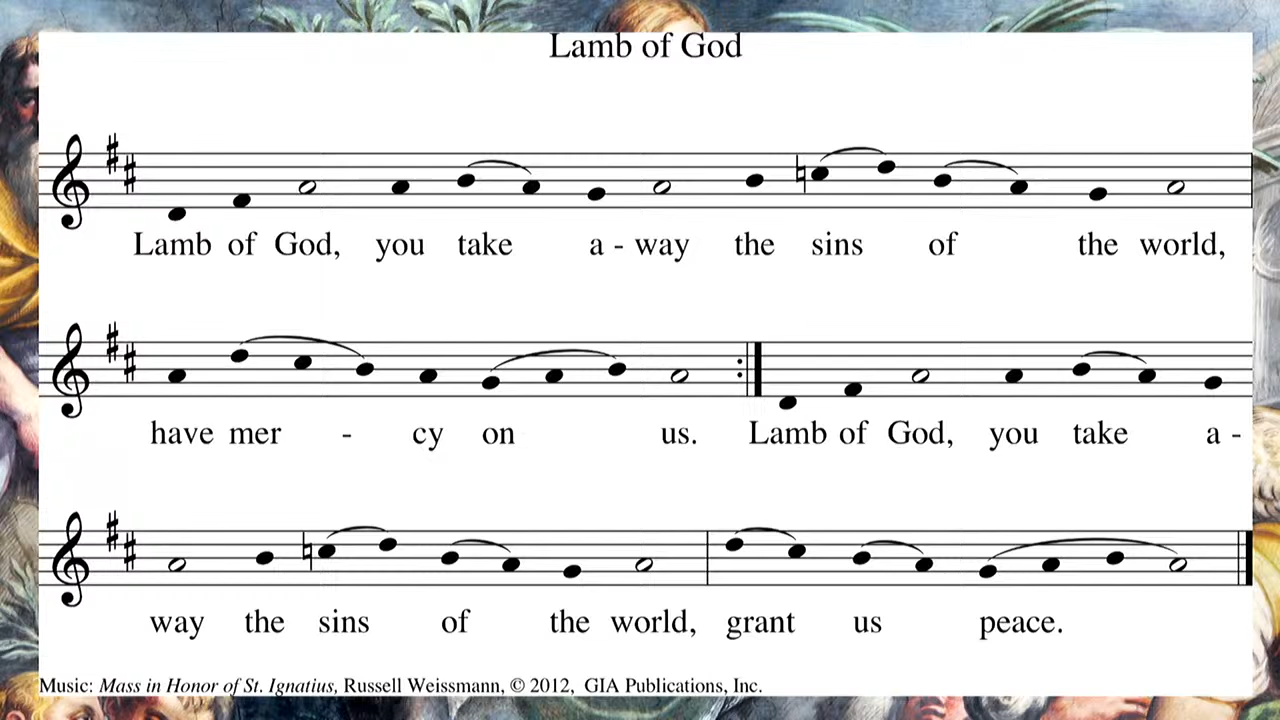 Lamb of God
Lamb of God, you take a - way the sins of the world,
have mer - cy on us. Lamb of God, you take a -
way the sins of the world, grant us peace.
Music: Mass in Honor of St. Ignatius, Russell Weissmann, © 2012, GIA Publications, Inc.